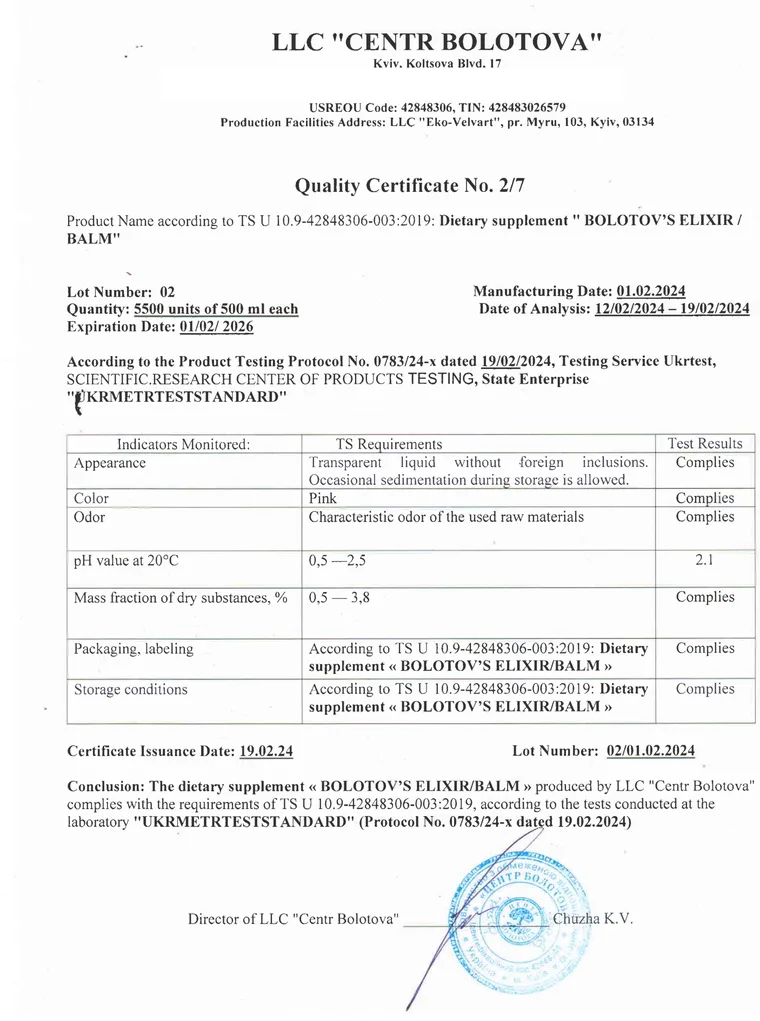 LLC "CENTR BOLOTOVA"
Kviv. Koltsova Blvd. 17
USREOU Code: 42848306, TIN: 428483026579
Production Facilities Address: LLC "Eko-Velvart", pr. Myru, 103, Kyiv, 03134
Quality Certificate No. 2/7
Product Name according to TS U 10.9-42848306-003:2019: Dietary supplement " BOLOTOV'S ELIXIR /
BALM"
Lot Number: 02
Manufacturing Date: 01.02.2024
Quantity: 5500 units of 500 ml each
Date of Analysis: 12/02/2024 – 19/02/2024
Expiration Date: 01/02/ 2026
According to the Product Testing Protocol No. 0783/24-x dated 19/02/2024, Testing Service Ukrtest,
SCIENTIFIC.RESEARCH CENTER OF PRODUCTS TESTING, State Enterprise
"UKRMETRTESTSTANDARD"
Indicators Monitored: TS Requirements Test Results
Appearance Transparent liquid without foreign inclusions. Complies
Occasional sedimentation during storage is allowed.
Color Pink Complies
Odor Characteristic odor of the used raw materials Complies
pH value at 20°C 0,5 —2,5 2.1
Mass fraction of dry substances, % 0,5 — 3,8 Complies
Packaging, labeling According to TS U 10.9-42848306-003:2019: Dietary Complies
supplement « BOLOTOV'S ELIXIR/BALM »
Storage conditions According to TS U 10.9-42848306-003:2019: Dietary Complies
supplement « BOLOTOV'S ELIXIR/BALM »
Certificate Issuance Date: 19.02.24
Lot Number: 02/01.02.2024
Conclusion: The dietary supplement « BOLOTOV'S ELIXIR/BALM » produced by LLC "Centr Bolotova"
complies with the requirements of TS U 10.9-42848306-003:2019, according to the tests conducted at the
laboratory "UKRMETRTESTSTANDARD" (Protocol No. 0783/24-x dated 19.02.2024)
Director of LLC "Centr Bolotova" Chuzha K.V.
«ЦЕНТР БОЛОТОВА»
Україна